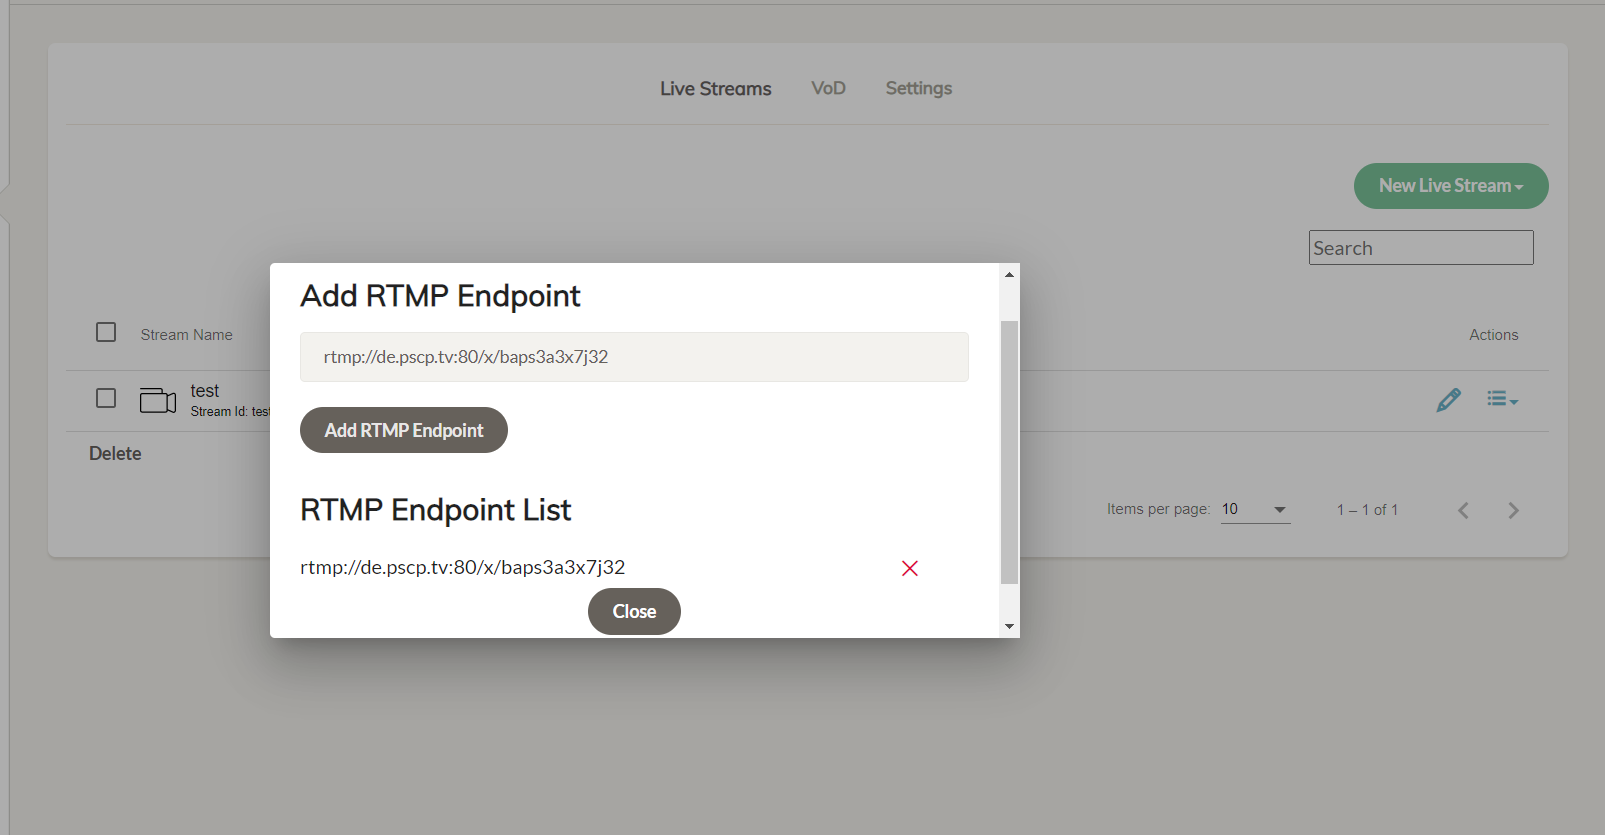 Live Streams VoD Settings
New Live Stream
Search
Add RTMP Endpoint
rtmp://de.pscp.tv:80/x/baps3a3x7j32
Stream Name
Actions
test
Stream Id: test
Add RTMP Endpoint
Delete
RTMP Endpoint List
Items per page: 10 1 – 1 of 1
rtmp://de.pscp.tv:80/x/baps3a3x7j32
Close